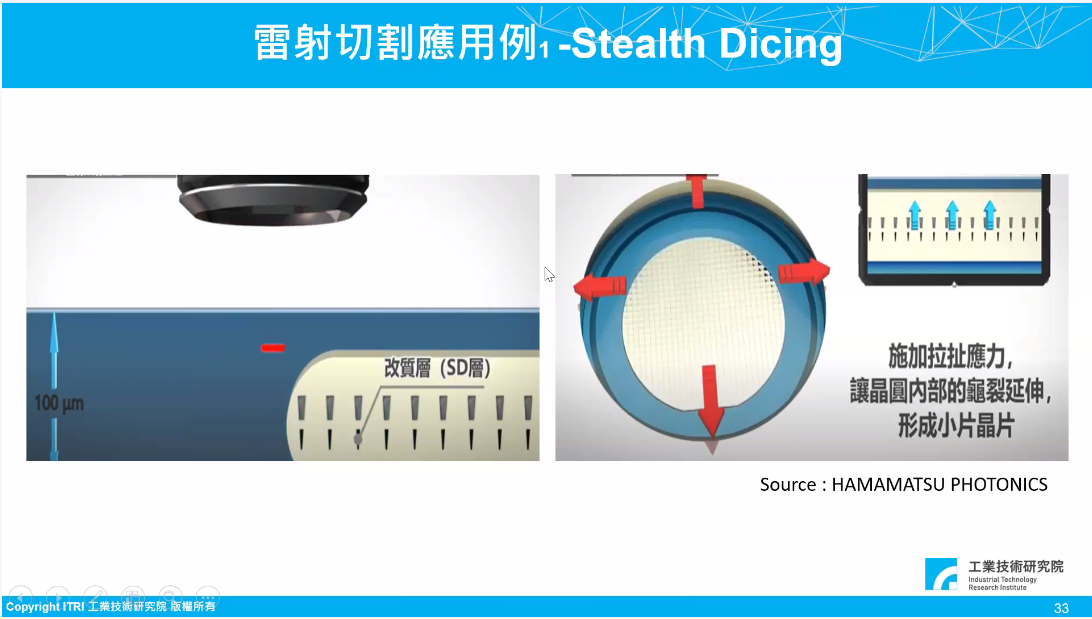 雷射切割應用例1 -Stealth Dicing
100 μm
改質層（SD層）
施加拉扯應力,
讓晶圓內部的龜裂延伸,
形成小片晶片
Source : HAMAMATSU PHOTONICS
工業技術研究院
Industrial Technology
Research Institute
Copyright ITRI 工業技術研究院 版權所有
33